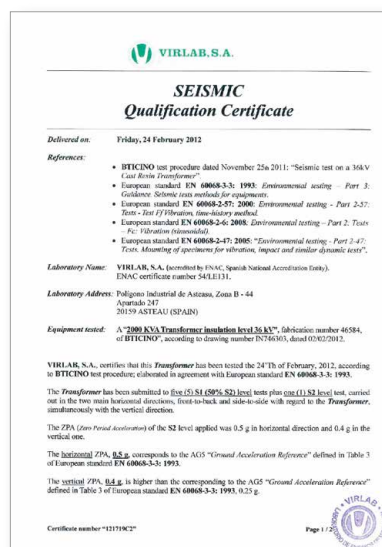 VIRLAB, S.A.
SEISMIC
Qualification Certificate
Delivered on: Friday, 24 February 2012
References:
• BTICINO test procedure dated November 25a 2011: "Seismic test on a 36kV
Cast Resin Transformer".
• European standard EN 60068-3-3: 1993: Environmental testing – Part 3:
Guidance. Seismic tests methods for equipments.
• European standard EN 60068-2-57: 2000: Environmental testing - Part 2-57:
Tests - Test Ff Vibration, time-history method.
• European standard EN 60068-2-6: 2008: Environmental testing – Part 2: Tests
– Fc: Vibration (sinusoidal).
• European standard EN 60068-2-47: 2005: "Environmental testing - Part 2-47:
Tests. Mounting of specimens for vibration, impact and similar dynamic tests".
Laboratory Name: VIRLAB, S.A. (accredited by ENAC, Spanish National Accreditation Entity).
ENAC certificate number 54/LE131.
Laboratory Address: Polígono Industrial de Asteasu, Zona B - 44
Apartado 247
20159 ASTEAU (SPAIN)
Equipment tested: A "2000 KVA Transformer insulation level 36 kV", fabrication number 46584,
of BTICINO", according to drawing number IN746303, dated 02/02/2012.
VIRLAB, S.A., certifies that this Transformer has been tested the 24"Th of February, 2012, according
to BTICINO test procedure; elaborated in agreement with European standard EN 60068-3-3: 1993.
The Transformer has been submitted to five (5) S1 (50% S2) level tests plus one (1) S2 level test, carried
out in the two main horizontal directions, front-to-back and side-to-side with regard to the Transformer,
simultaneously with the vertical direction.
The ZPA (Zero Period Acceleration) of the S2 level applied was 0.5 g in horizontal direction and 0.4 g in the
vertical one.
The horizontal ZPA, 0.5 g, corresponds to the AG5 "Ground Acceleration Reference" defined in Table 3
of European standard EN 60068-3-3: 1993.
The vertical ZPA, 0.4 g, is higher than the corresponding to the AG5 "Ground Acceleration Reference"
defined in Table 3 of European standard EN 60068-3-3: 1993, 0.25 g.
Certificate number "121719C2"
Page 1 / 2
VIRLAB